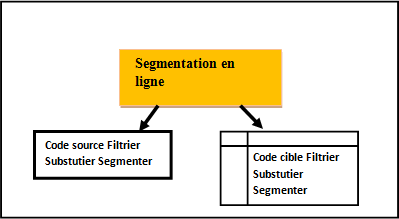 Segmentation en
ligne
Code source Filtrier
Substutier Segmenter
Code cible Filtrier
Substutier
Segmenter